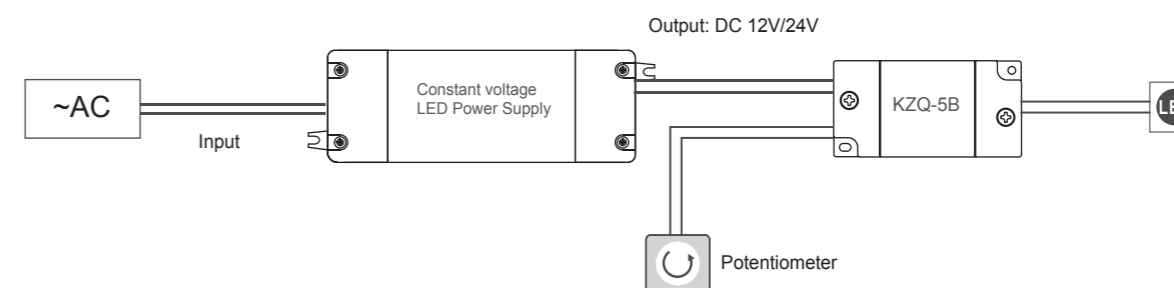 Output: DC 12V/24V
~AC
Constant voltage
LED Power Supply
KZQ-5B
Input
Potentiometer